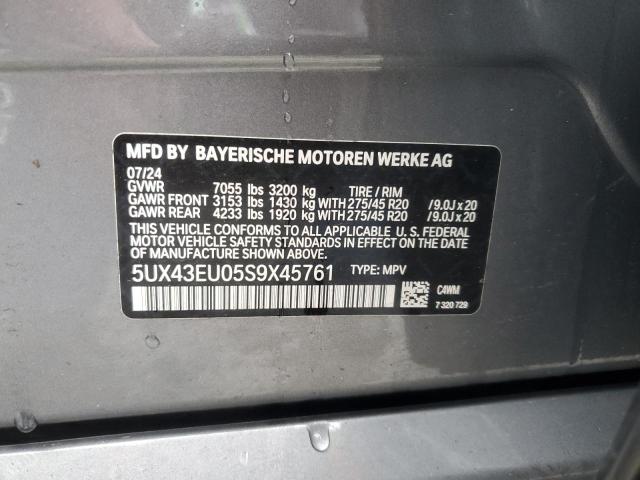 MFD BY BAYERISCHE MOTOREN WERKE AG
07/24
GVWR 7055 lbs 3200 kg TIRE / RIM
GAWR FRONT 3153 lbs 1430 kg WITH 275/45 R20 /9.0J x 20
GAWR REAR 4233 lbs 1920 kg WITH 275/45 R20 /9.0J x 20
THIS VEHICLE CONFORMS TO ALL APPLICABLE U. S. FEDERAL
MOTOR VEHICLE SAFETY STANDARDS IN EFFECT ON THE DATE
OF MANUFACTURE SHOWN ABOVE.
5UX43EU05S9X45761 TYPE: MPV
C4WM
7 320 729